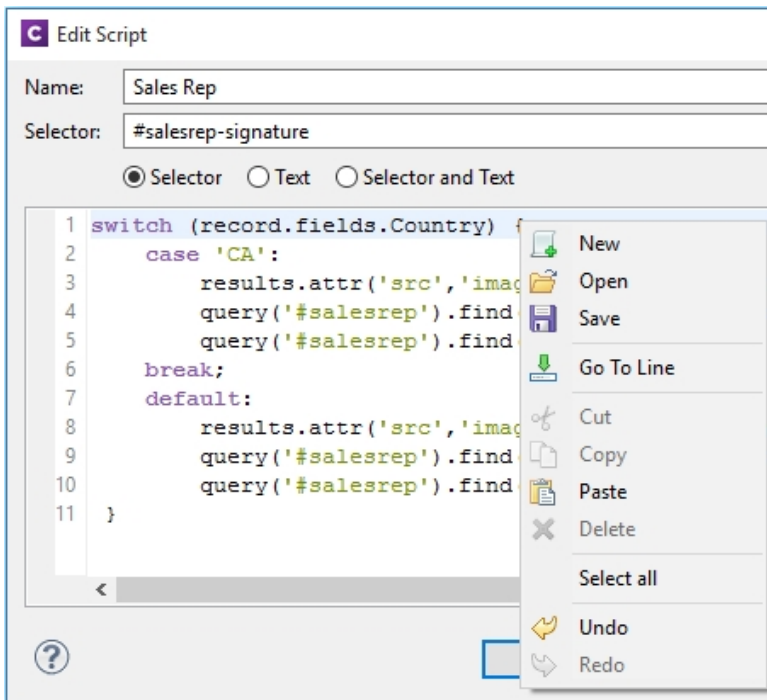 C Edit Script
Name: Sales Rep
Selector: #salesrep-signature
Selector Text Selector and Text
1 switch (record.fields.Country) {
2 case 'CA':
3 results.attr('src','imag
4 query('#salesrep').find
5 query('#salesrep').find
6 break;
7 default:
8 results.attr('src','imag
9 query('#salesrep').find
10 query('#salesrep').find
11 }
New
Open
Save
Go To Line
Cut
Copy
Paste
Delete
Select all
Undo
Redo
?